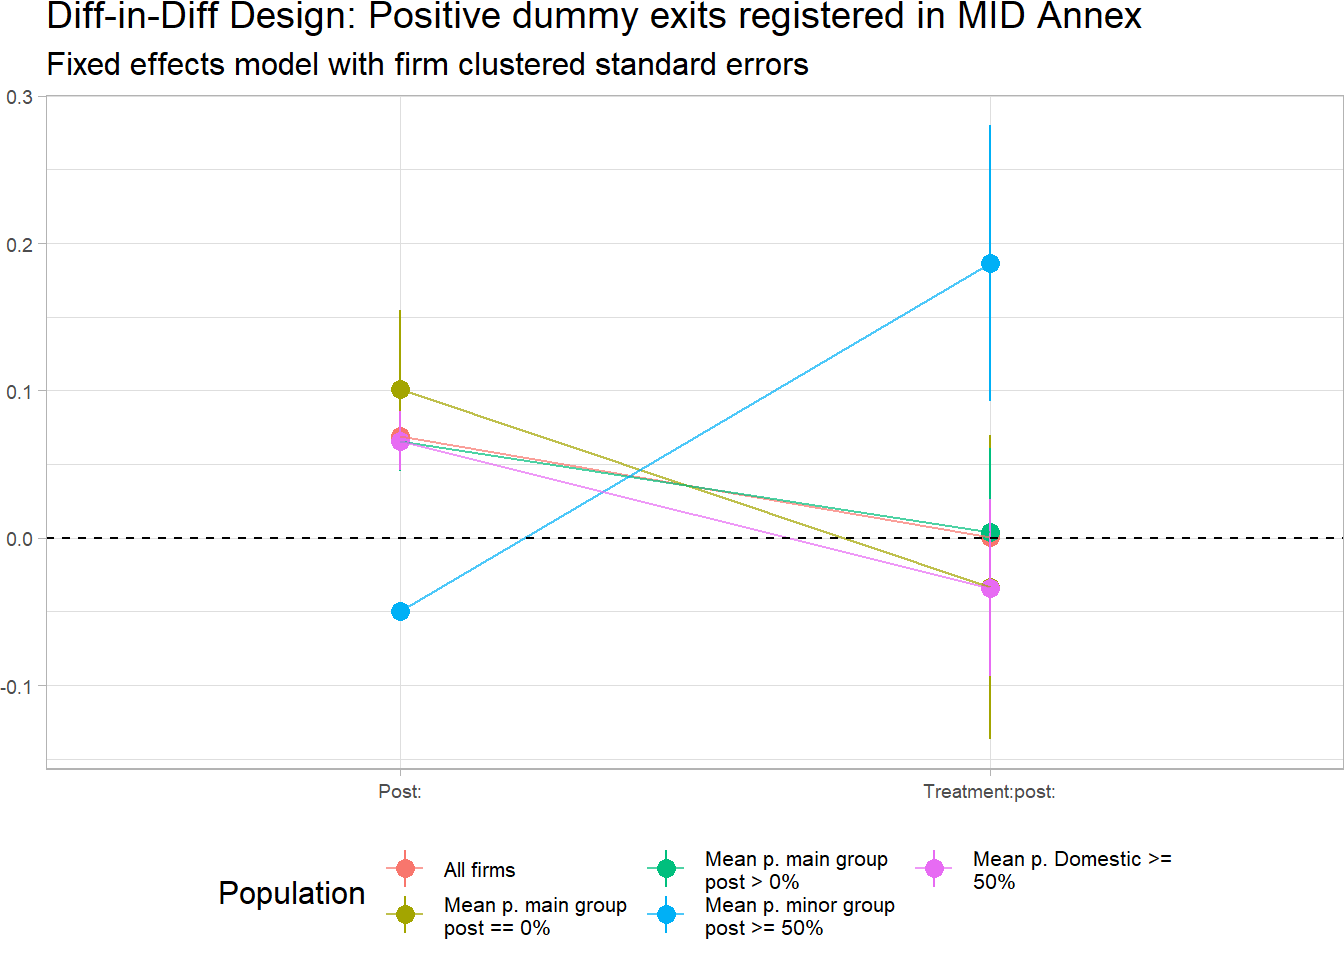 Diff-in-Diff Design: Positive dummy exits registered in MID Annex
Fixed effects model with firm clustered standard errors
0.3
0.2
0.1
0.0
-0.1
Post:
Treatment:post:
Population
All firms
Mean p. main group
post == 0%
Mean p. main group
post > 0%
Mean p. minor group
post >= 50%
Mean p. Domestic >=
50%